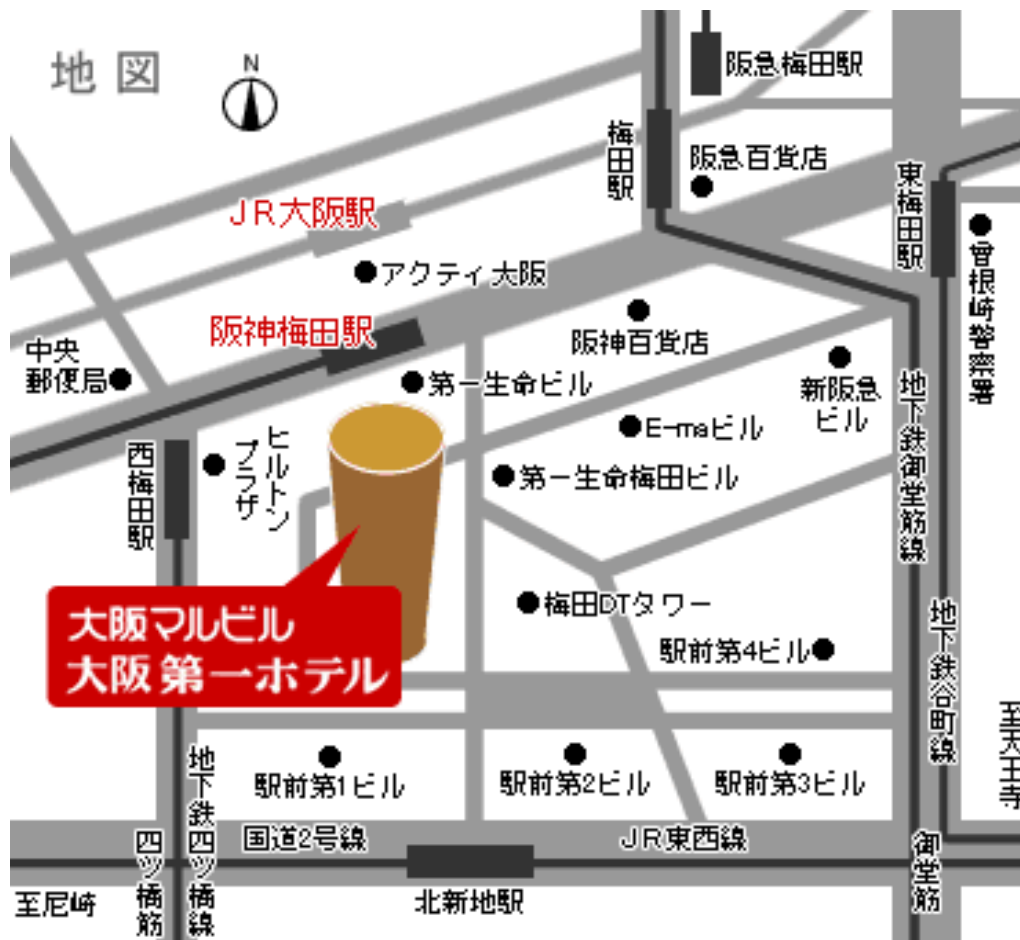 地図
N
阪急梅田駅
梅田駅
阪急百貨店
東梅田駅
JR大阪駅
曾根崎警察署
アクティ大阪
阪神梅田駅
阪神百貨店
中央
郵便局
第一生命ビル
新阪急
ビル
地下鉄御堂筋線
E-maビル
西梅田駅
ヒルトン
プラザ
第一生命梅田ビル
大阪マルビル
大阪第一ホテル
梅田DTタワー
駅前第4ビル
地下鉄谷町線
至天王寺
地下鉄四ツ橋線
駅前第1ビル
駅前第2ビル
駅前第3ビル
四ツ橋筋
国道2号線
JR東西線
御堂筋
至尼崎
北新地駅